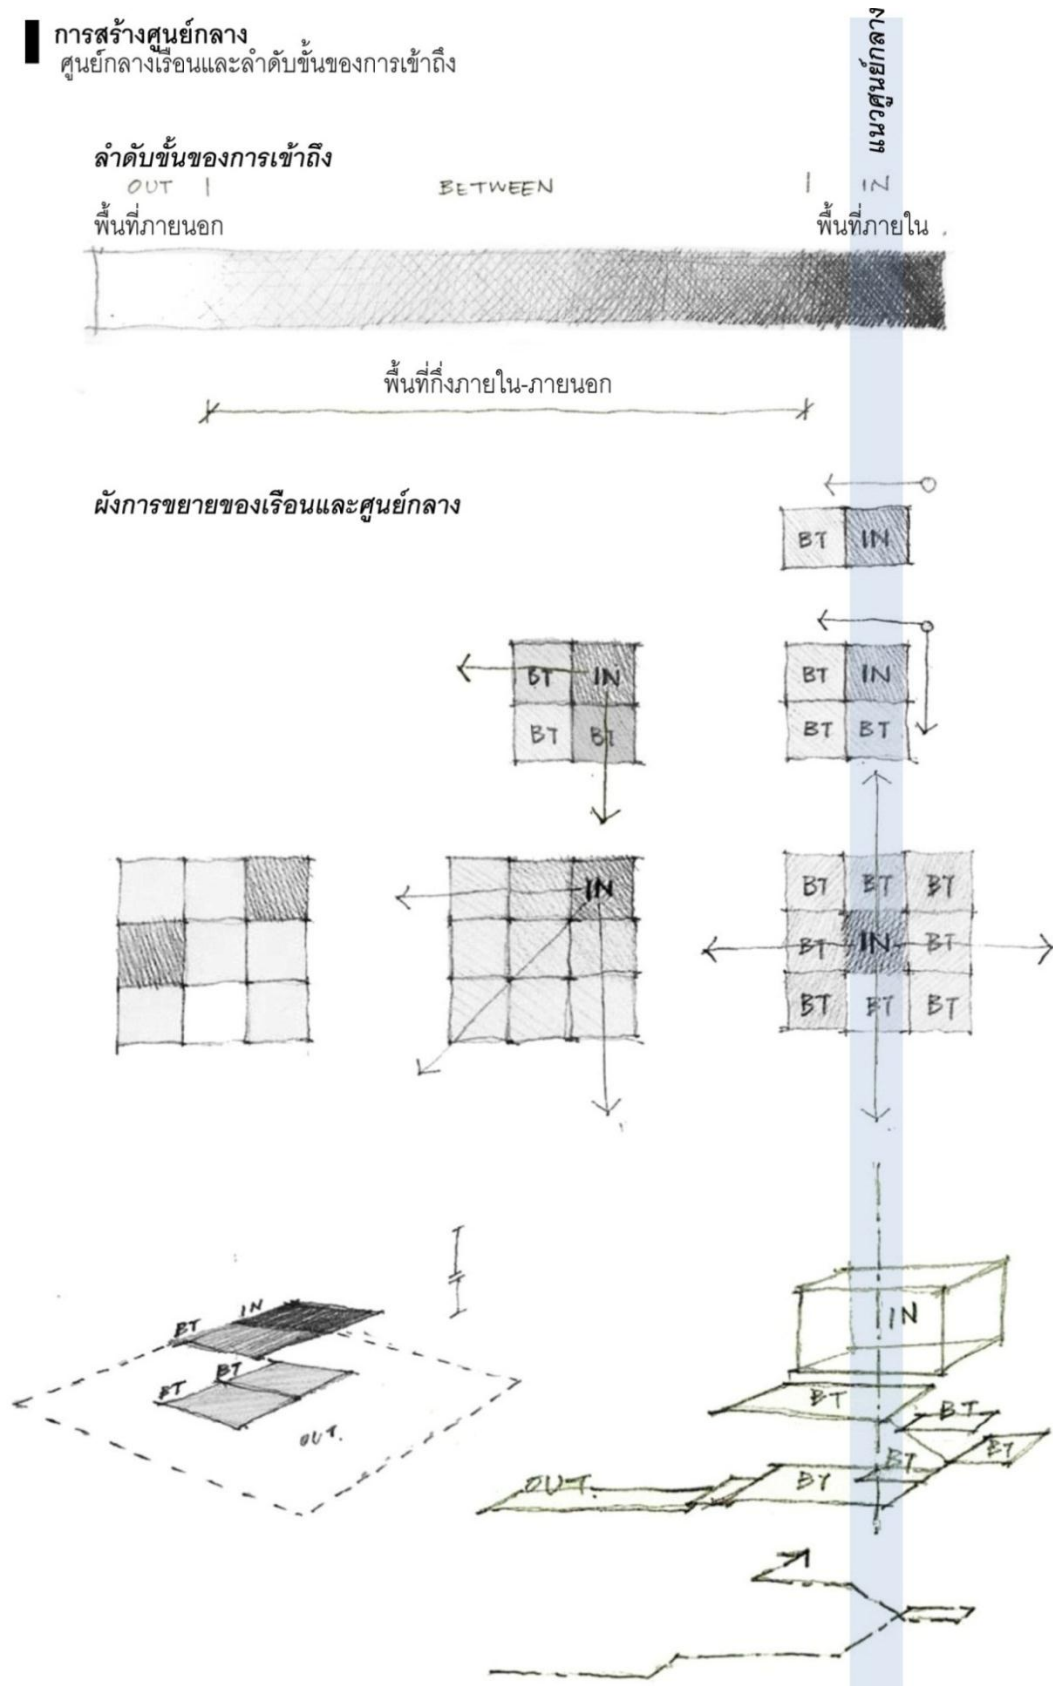 การสร้างศูนย์กลาง
ศูนย์กลางเรือนและลำดับขั้นของการเข้าถึง
แนวศูนย์กลาง
ลำดับขั้นของการเข้าถึง
OUT BETWEEN IN
พื้นที่ภายนอก พื้นที่ภายใน
พื้นที่กึ่งภายใน-ภายนอก
ผังการขยายของเรือนและศูนย์กลาง
BT IN
BT IN BT IN
BT BT BT BT
IN BT BT BT
BT IN BT
BT BT BT
IN
BT
BT
BT
OUT.
IN
BT
BT
BT
BT
BT
OUT.